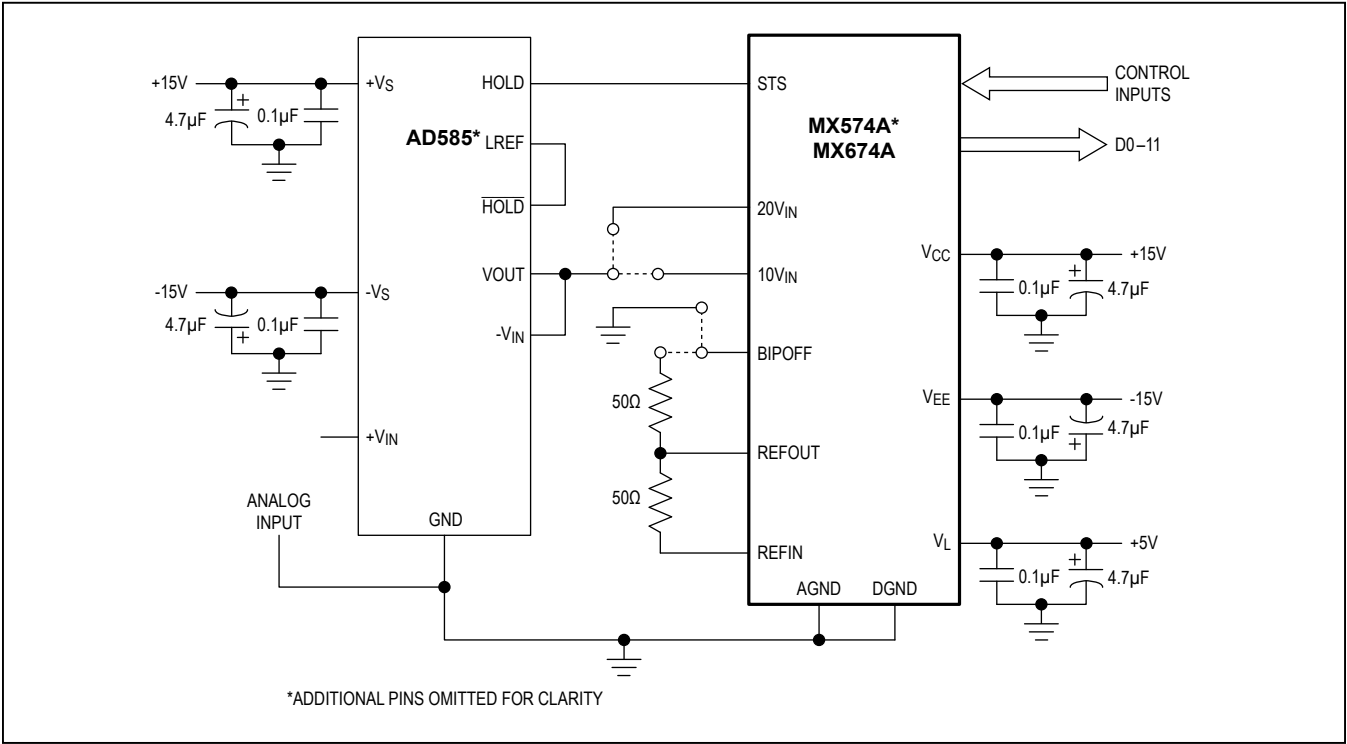 +15V
4.7µF
+
0.1µF
+VS
HOLD
AD585*
LREF
HOLD
VOUT
-15V
4.7µF
+
0.1µF
-VS
-VIN
+VIN
ANALOG
INPUT
GND
STS
MX574A*
MX674A
CONTROL
INPUTS
D0–11
20VIN
10VIN
BIPOFF
50Ω
REFOUT
50Ω
REFIN
AGND
DGND
VCC
+15V
0.1µF
+
4.7µF
VEE
-15V
0.1µF
+
4.7µF
VL
+5V
0.1µF
+
4.7µF
*ADDITIONAL PINS OMITTED FOR CLARITY